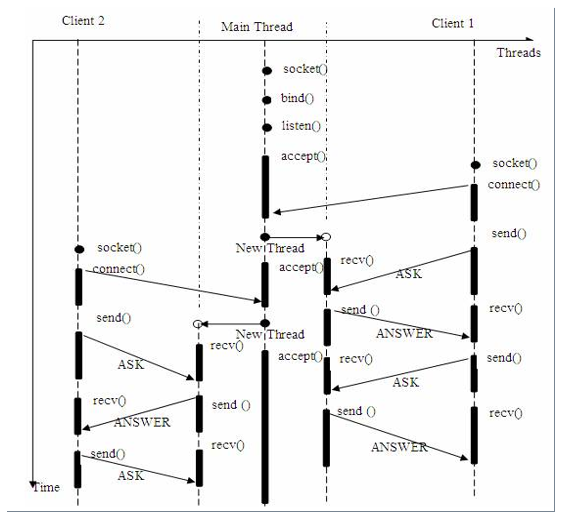 Client 2
Main Thread
Client 1
Threads
socket()
bind()
listen()
accept()
socket()
connect()
send()
New Thread
socket()
connect()
accept()
recv()
ASK
send()
New Thread
send ()
recv()
ANSWER
ASK
recv()
accept()
recv()
send()
ASK
recv()
ANSWER
send ()
send ()
recv()
send()
recv()
ANSWER
ASK
Time